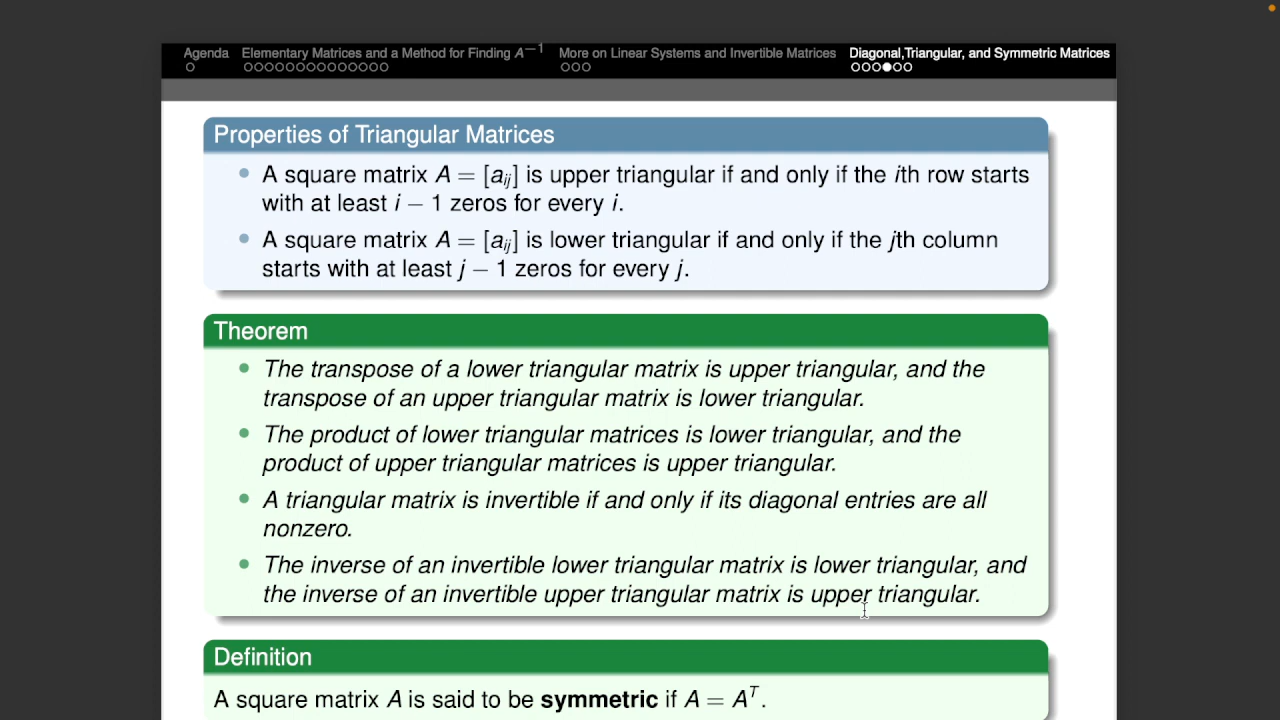 Agenda Elementary Matrices and a Method for Finding A⁻¹ More on Linear Systems and Invertible Matrices Diagonal,Triangular, and Symmetric Matrices
Properties of Triangular Matrices
• A square matrix A = [aᵢⱼ] is upper triangular if and only if the ith row starts
with at least i − 1 zeros for every i.
• A square matrix A = [aᵢⱼ] is lower triangular if and only if the jth column
starts with at least j − 1 zeros for every j.
Theorem
• The transpose of a lower triangular matrix is upper triangular, and the
transpose of an upper triangular matrix is lower triangular.
• The product of lower triangular matrices is lower triangular, and the
product of upper triangular matrices is upper triangular.
• A triangular matrix is invertible if and only if its diagonal entries are all
nonzero.
• The inverse of an invertible lower triangular matrix is lower triangular, and
the inverse of an invertible upper triangular matrix is upper triangular.
Definition
A square matrix A is said to be symmetric if A = Aᵀ.